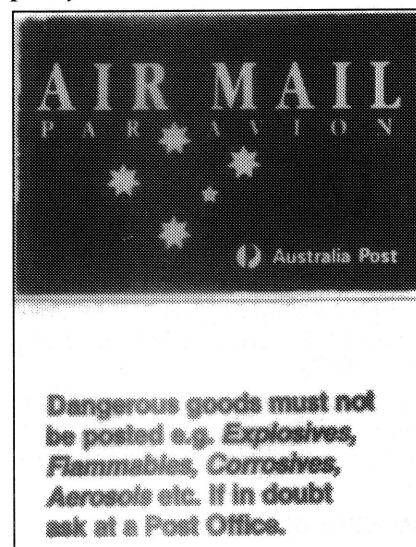 AIR MAIL
PAR AVION
Australia Post
Dangerous goods must not
be posted e.g. Explosives,
Flammables, Corrosives,
Aerosols etc. If in doubt
ask at a Post Office.